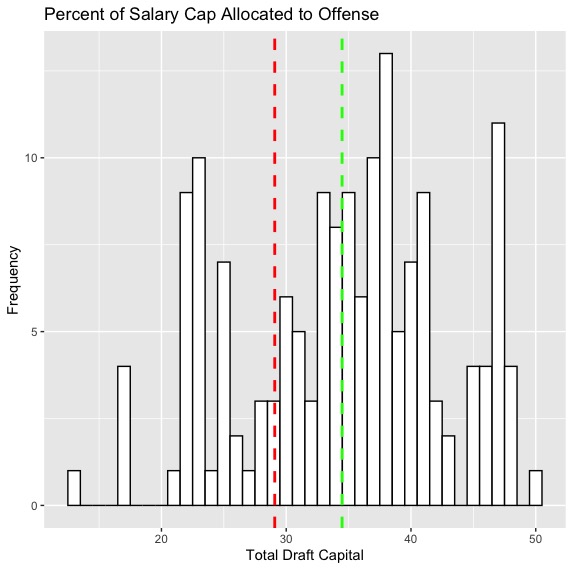 Percent of Salary Cap Allocated to Offense
10
5
0
Frequency
20 30 40 50
Total Draft Capital